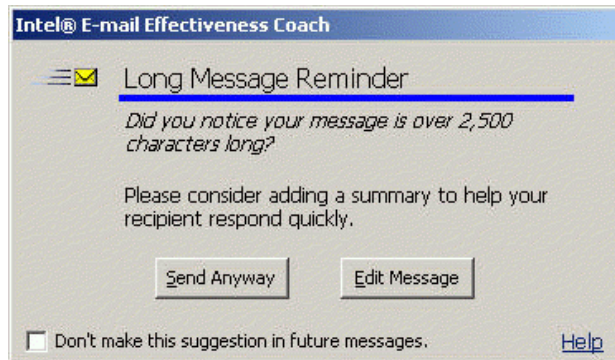 Intel® E-mail Effectiveness Coach
Long Message Reminder
Did you notice your message is over 2,500
characters long?
Please consider adding a summary to help your
recipient respond quickly.
Send Anyway
Edit Message
Don't make this suggestion in future messages.
Help